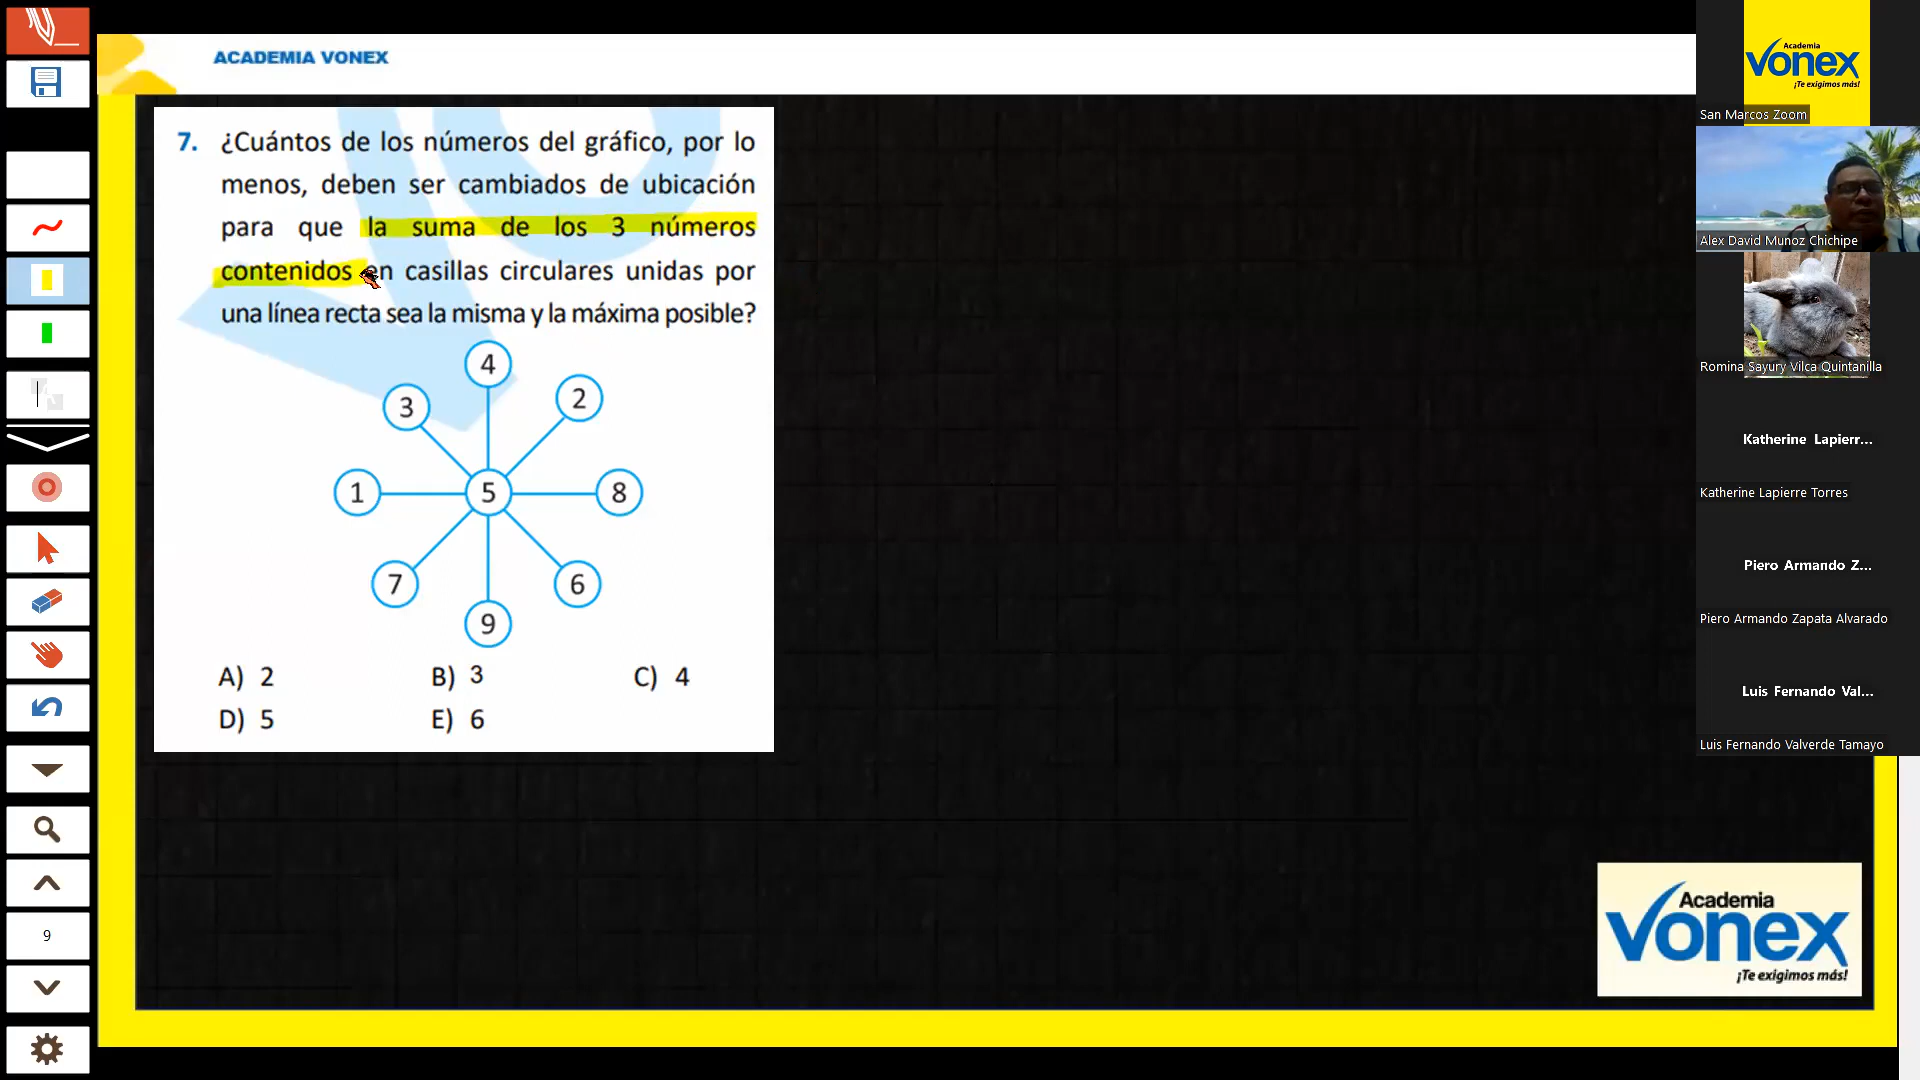 ACADEMIA VONEX
7. ¿Cuántos de los números del gráfico, por lo
menos, deben ser cambiados de ubicación
para que la suma de los 3 números
contenidos en casillas circulares unidas por
una línea recta sea la misma y la máxima posible?
4
3
2
1
5
8
7
6
9
A) 2
B) 3
C) 4
D) 5
E) 6
9
Academia
Vonex
¡Te exigimos más!
San Marcos Zoom
Alex David Munoz Chichipe
Romina Sayury Vilca Quintanilla
Katherine Lapierr...
Katherine Lapierre Torres
Piero Armando Z...
Piero Armando Zapata Alvarado
Luis Fernando Val...
Luis Fernando Valverde Tamayo
Academia
Vonex
¡Te exigimos más!